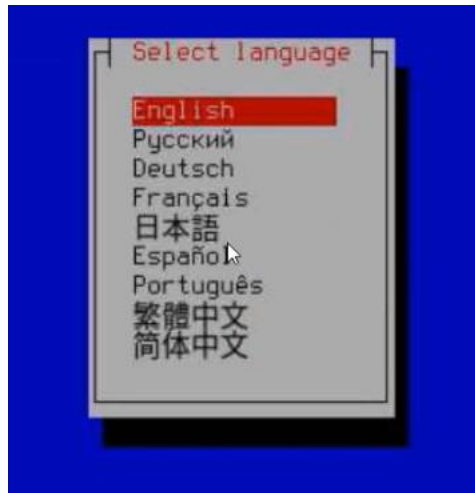 Select language
English
Русский
Deutsch
Français
日本語
Español
Português
繁體中文
简体中文